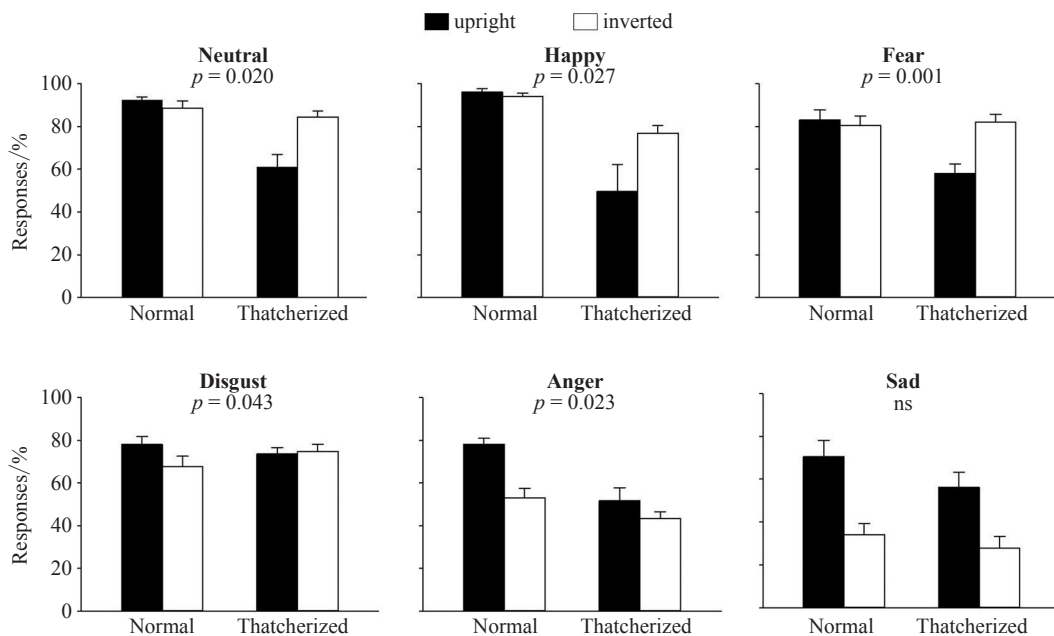 upright inverted
Neutral Happy Fear
p = 0.020 p = 0.027 p = 0.001
Responses/%
100
80
60
40
20
0
Normal Thatcherized Normal Thatcherized Normal Thatcherized
Disgust Anger Sad
p = 0.043 p = 0.023 ns
Responses/%
100
80
60
40
20
0
Normal Thatcherized Normal Thatcherized Normal Thatcherized